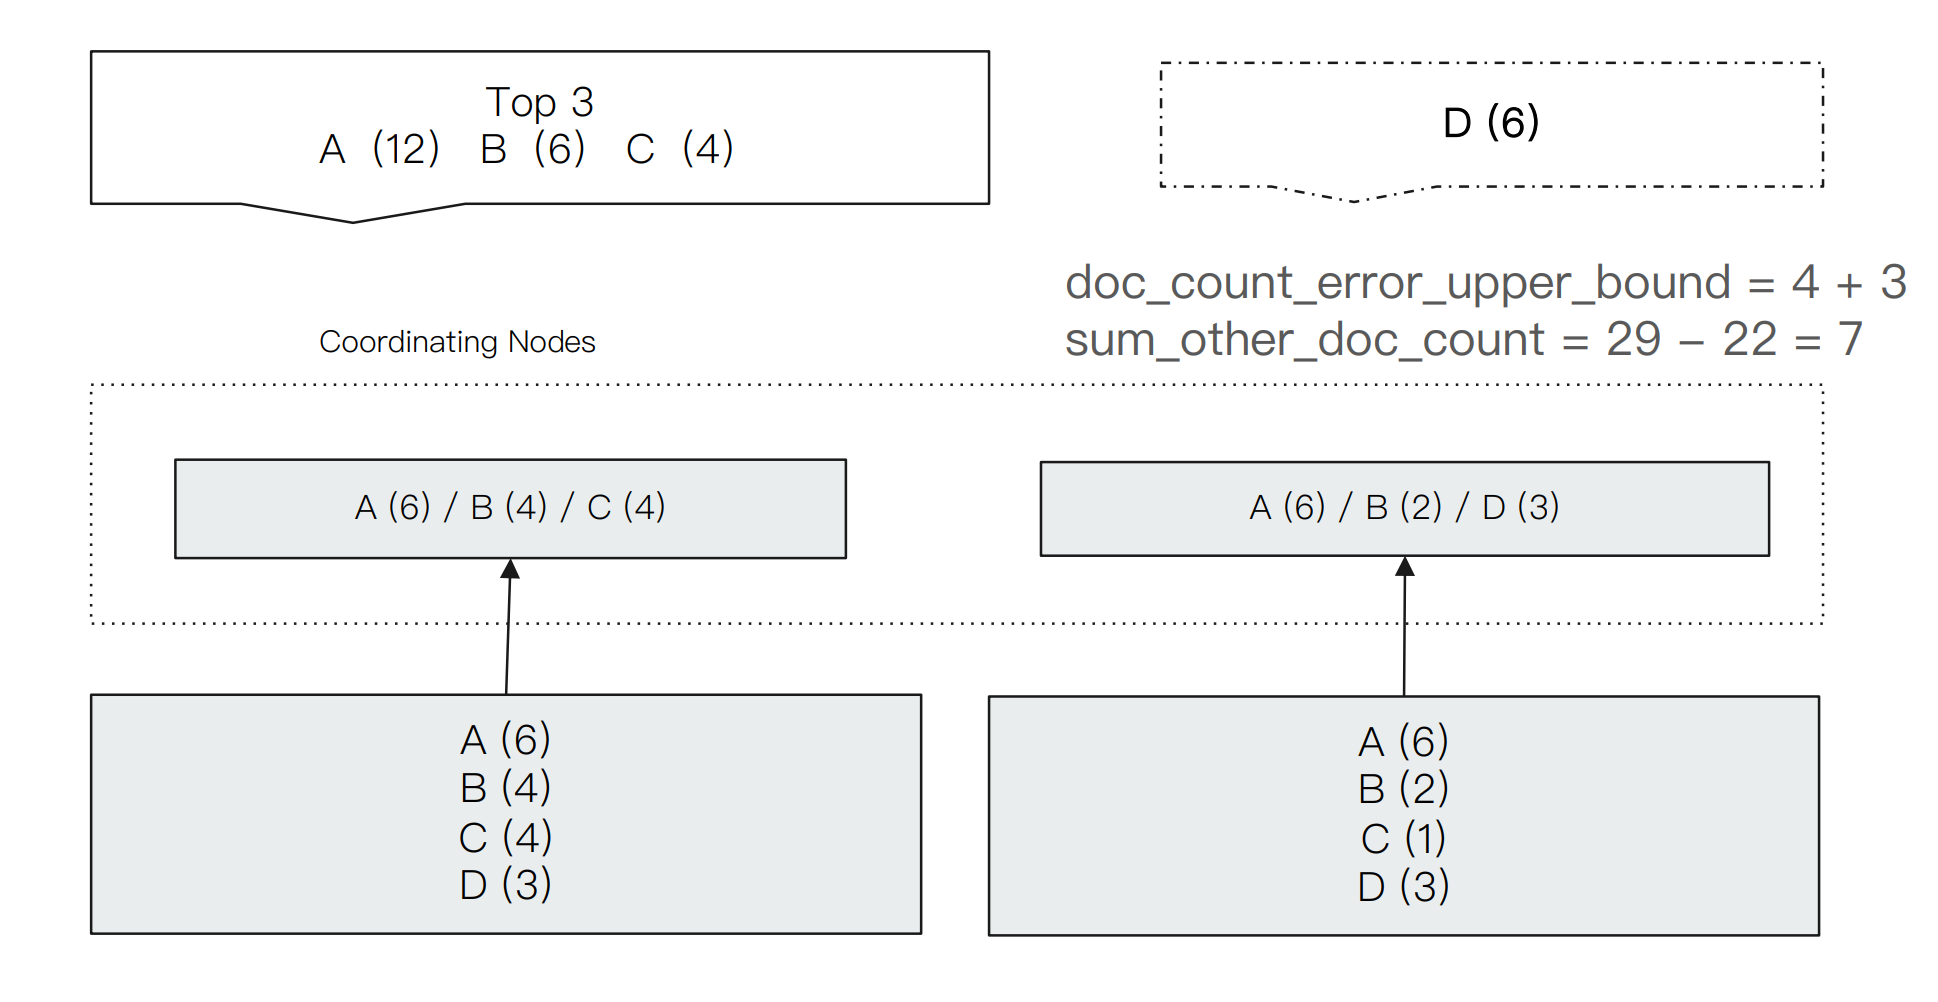 Top 3
A (12) B (6) C (4)
D (6)
doc_count_error_upper_bound = 4 + 3
sum_other_doc_count = 29 – 22 = 7
Coordinating Nodes
A (6) / B (4) / C (4)
A (6) / B (2) / D (3)
A (6)
B (4)
C (4)
D (3)
A (6)
B (2)
C (1)
D (3)